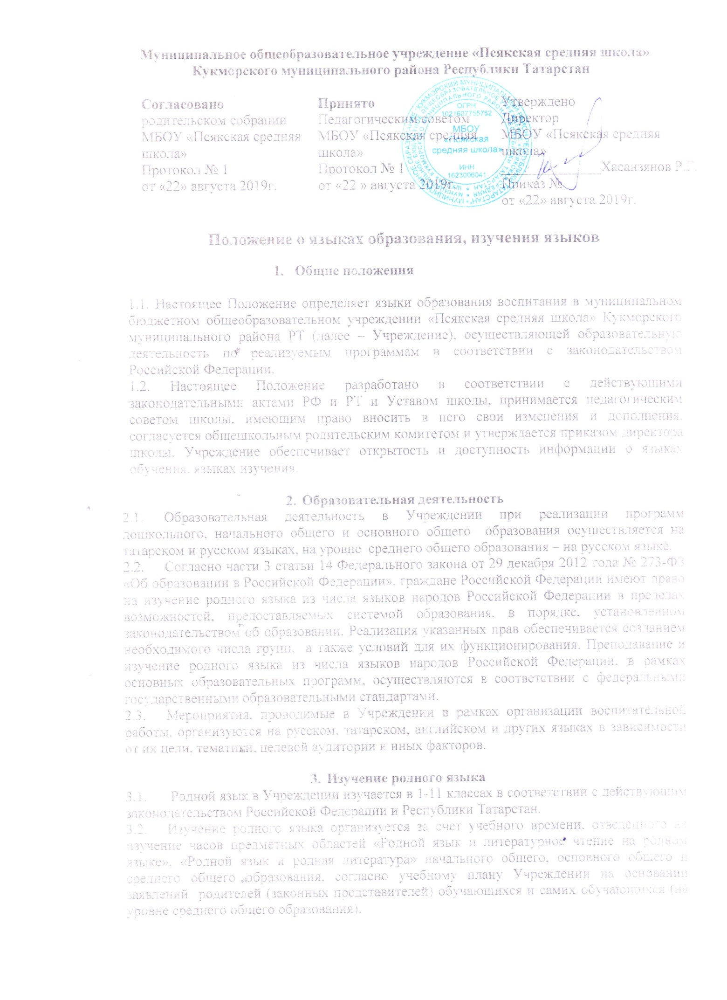 Муниципальное общеобразовательное учреждение «Псякская средняя школа»
Кукморского муниципального района Республики Татарстан
Согласовано
родительском собрании
МБОУ «Псякская средняя
школа»
Протокол № 1
от «22» августа 2019г.
Принято
Педагогическим советом
МБОУ «Псякская средняя
школа»
Протокол № 1
от «22 » августа 2019г.
Утверждено
Директор
МБОУ «Псякская средняя
школа»
Хасанзянов Р.Г.
Приказ №
от «22» августа 2019г.
ОГРН
1021607755762
МБОУ
«Псякская
средняя школа»
ИНН
1623006041
Положение о языках образования, изучения языков
1. Общие положения
1.1. Настоящее Положение определяет языки образования воспитания в муниципальном
бюджетном общеобразовательном учреждении «Псякская средняя школа» Кукморского
муниципального района РТ (далее – Учреждение), осуществляющей образовательную
деятельность по реализуемым программам в соответствии с законодательством
Российской Федерации.
1.2. Настоящее Положение разработано в соответствии с действующими
законодательными актами РФ и РТ и Уставом школы, принимается педагогическим
советом школы, имеющим право вносить в него свои изменения и дополнения,
согласуется общешкольным родительским комитетом и утверждается приказом директора
школы. Учреждение обеспечивает открытость и доступность информации о языках
обучения, языках изучения.
2. Образовательная деятельность
2.1. Образовательная деятельность в Учреждении при реализации программ
дошкольного, начального общего и основного общего образования осуществляется на
татарском и русском языках, на уровне среднего общего образования – на русском языке.
2.2. Согласно части 3 статьи 14 Федерального закона от 29 декабря 2012 года № 273-ФЗ
«Об образовании в Российской Федерации», граждане Российской Федерации имеют право
на изучение родного языка из числа языков народов Российской Федерации в пределах
возможностей, предоставляемых системой образования, в порядке, установленном
законодательством об образовании. Реализация указанных прав обеспечивается созданием
необходимого числа групп, а также условий для их функционирования. Преподавание и
изучение родного языка из числа языков народов Российской Федерации, в рамках
основных образовательных программ, осуществляются в соответствии с федеральными
государственными образовательными стандартами.
2.3. Мероприятия, проводимые в Учреждении в рамках организации воспитательной
работы, организуются на русском, татарском, английском и других языках в зависимости
от их цели, тематики, целевой аудитории и иных факторов.
3. Изучение родного языка
3.1. Родной язык в Учреждении изучается в 1-11 классах в соответствии с действующим
законодательством Российской Федерации и Республики Татарстан.
3.2. Изучение родного языка организуется за счет учебного времени, отведенного на
изучение часов предметных областей «Родной язык и литературное чтение на родном
языке», «Родной язык и родная литература» начального общего, основного общего и
среднего общего образования, согласно учебному плану Учреждении на основании
заявлений родителей (законных представителей) обучающихся и самих обучающихся (на
уровне среднего общего образования).